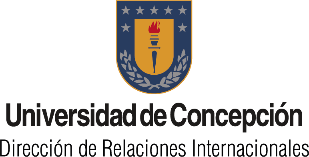 Universidad de Concepción
Dirección de Relaciones Internacionales